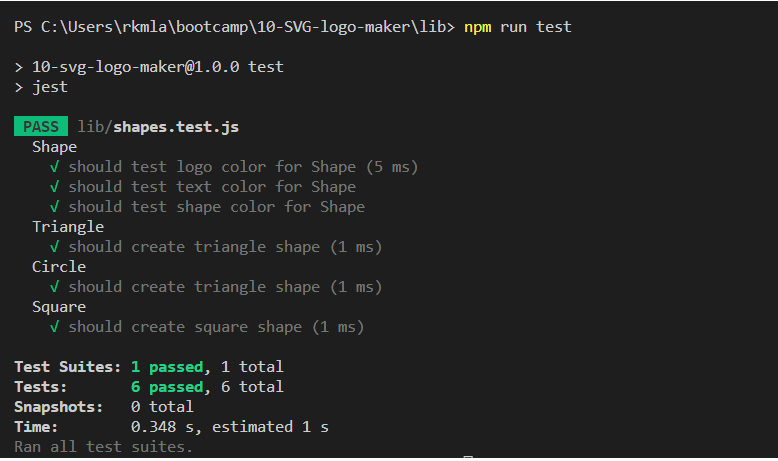 PS C:\Users\rkmla\bootcamp\10-SVG-logo-maker\lib> npm run test
> 10-svg-logo-maker@1.0.0 test
> jest
PASS lib/shapes.test.js
Shape
√ should test logo color for Shape (5 ms)
√ should test text color for Shape
√ should test shape color for Shape
Triangle
√ should create triangle shape (1 ms)
Circle
√ should create triangle shape (1 ms)
Square
√ should create square shape (1 ms)
Test Suites: 1 passed, 1 total
Tests: 6 passed, 6 total
Snapshots: 0 total
Time: 0.348 s, estimated 1 s
Ran all test suites.